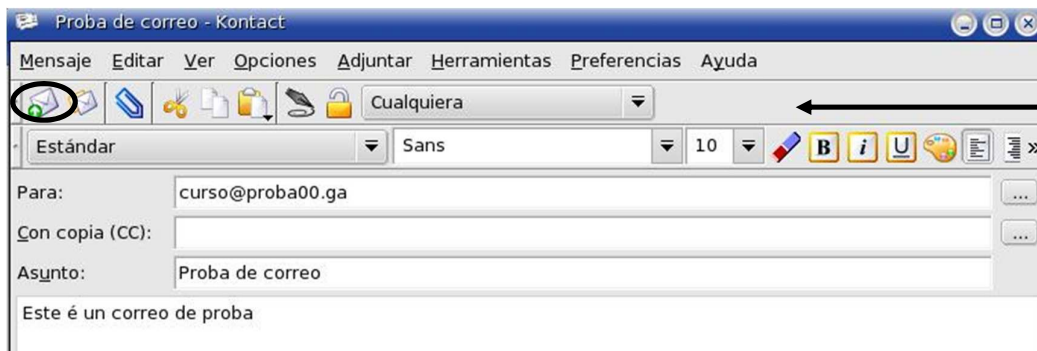 Proba de correo - Kontact
Mensaje Editar Ver Opciones Adjuntar Herramientas Preferencias Ayuda
Cualquiera
Estándar Sans 10 B i U »
Para: curso@proba00.ga ...
Con copia (CC): ...
Asunto: Proba de correo
Este é un correo de proba